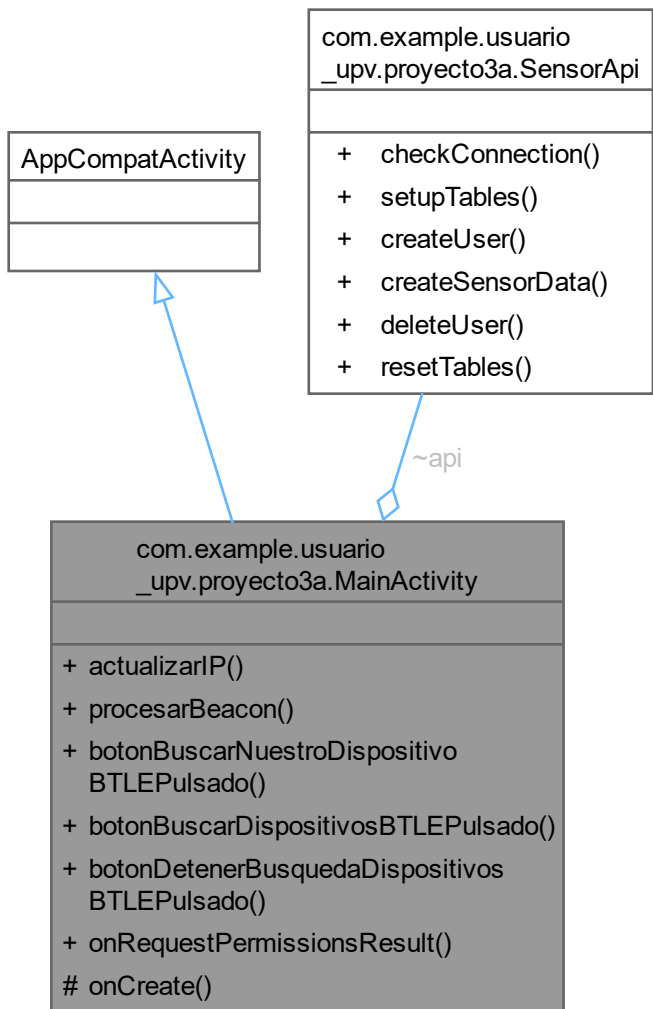 com.example.usuario
_upv.proyecto3a.SensorApi
+ checkConnection()
+ setupTables()
+ createUser()
+ createSensorData()
+ deleteUser()
+ resetTables()
AppCompatActivity
~api
com.example.usuario
_upv.proyecto3a.MainActivity
+ actualizarIP()
+ procesarBeacon()
+ botonBuscarNuestroDispositivo
BTLEPulsado()
+ botonBuscarDispositivosBTLEPulsado()
+ botonDetenerBusquedaDispositivos
BTLEPulsado()
+ onRequestPermissionsResult()
# onCreate()